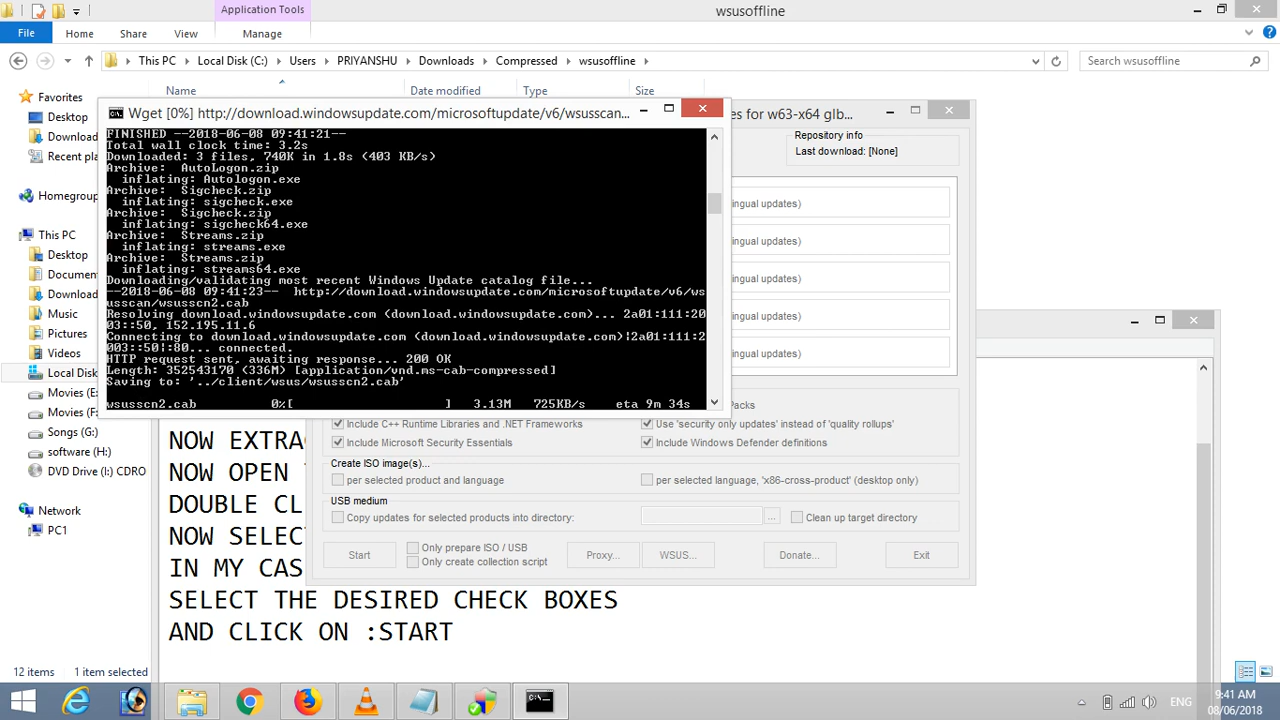 Application Tools
wsusoffline
File
Home
Share
View
Manage
This PC
Local Disk (C:)
Users
PRIYANSHU
Downloads
Compressed
wsusoffline
Search wsusoffline
Name
Date modified
Type
Size
Favorites
Desktop
Recent pla
Homegroup
This PC
Desktop
Music
Pictures
Videos
Local Disk
Movies (E
Movies (F:
Songs (G:)
software (H:)
DVD Drive (I:) CDRO
Network
PC1
Wget [0%] http://download.windowsupdate.com/microsoftupdate/v6/wsusscan...
FINISHED --2018-06-08 09:41:21--
Total wall clock time: 3.2s
Downloaded: 3 files, 740K in 1.8s (403 KB/s)
Archive:  AutoLogon.zip
inflating: Autologon.exe
Archive:  Sigcheck.zip
inflating: sigcheck.exe
Archive:  Sigcheck.zip
inflating: sigcheck64.exe
Archive:  Streams.zip
inflating: streams.exe
Archive:  Streams.zip
inflating: streams64.exe
Downloading/validating most recent Windows Update catalog file...
--2018-06-08 09:41:23--  http://download.windowsupdate.com/microsoftupdate/v6/ws
usscan/wsusscn2.cab
Resolving download.windowsupdate.com (download.windowsupdate.com)... 2a01:111:20
03::50, 152.195.11.6
Connecting to download.windowsupdate.com (download.windowsupdate.com)|2a01:111:2
003::50|:80... connected.
HTTP request sent, awaiting response... 200 OK
Length: 352543170 (336M) [application/vnd.ms-cab-compressed]
Saving to: '../client/wsus/wsusscn2.cab'
wsusscn2.cab 0%[ ] 3.13M 725KB/s eta 9m 34s
es for w63-x64 glb...
Repository info
Last download: [None]
ingual updates)
ingual updates)
ingual updates)
ingual updates)
ingual updates)
Packs
Include C++ Runtime Libraries and .NET Frameworks
Use 'security only updates' instead of 'quality rollups'
Include Microsoft Security Essentials
Include Windows Defender definitions
Create ISO image(s)...
per selected product and language
per selected language, 'x86-cross-product' (desktop only)
USB medium
Copy updates for selected products into directory:
...
Clean up target directory
Start
Only prepare ISO / USB
Only create collection script
Proxy...
WSUS...
Donate...
Exit
NOW EXTRA
NOW OPEN
DOUBLE CL
NOW SELEC
IN MY CAS
SELECT THE DESIRED CHECK BOXES
AND CLICK ON :START
12 items
1 item selected
ENG
9:41 AM
08/06/2018